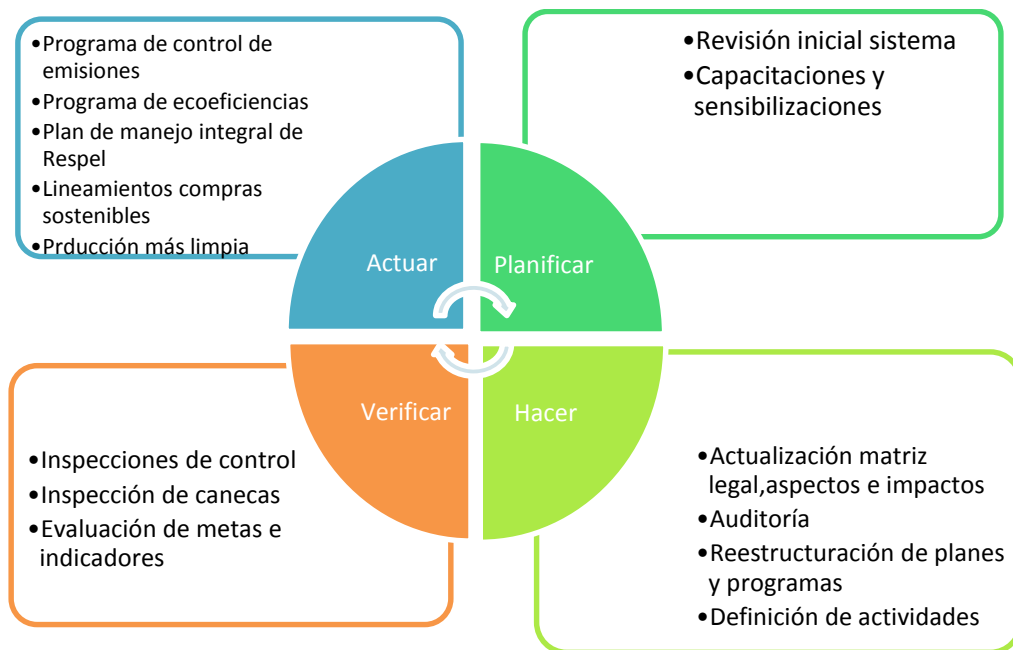 •Programa de control de
emisiones
•Programa de ecoeficiencias
•Plan de manejo integral de
Respel
•Lineamientos compras
sostenibles
•Prducción más limpia
•Revisión inicial sistema
•Capacitaciones y
sensibilizaciones
Actuar
Planificar
Verificar
Hacer
•Inspecciones de control
•Inspección de canecas
•Evaluación de metas e
indicadores
•Actualización matriz
legal,aspectos e impactos
•Auditoría
•Reestructuración de planes
y programas
•Definición de actividades